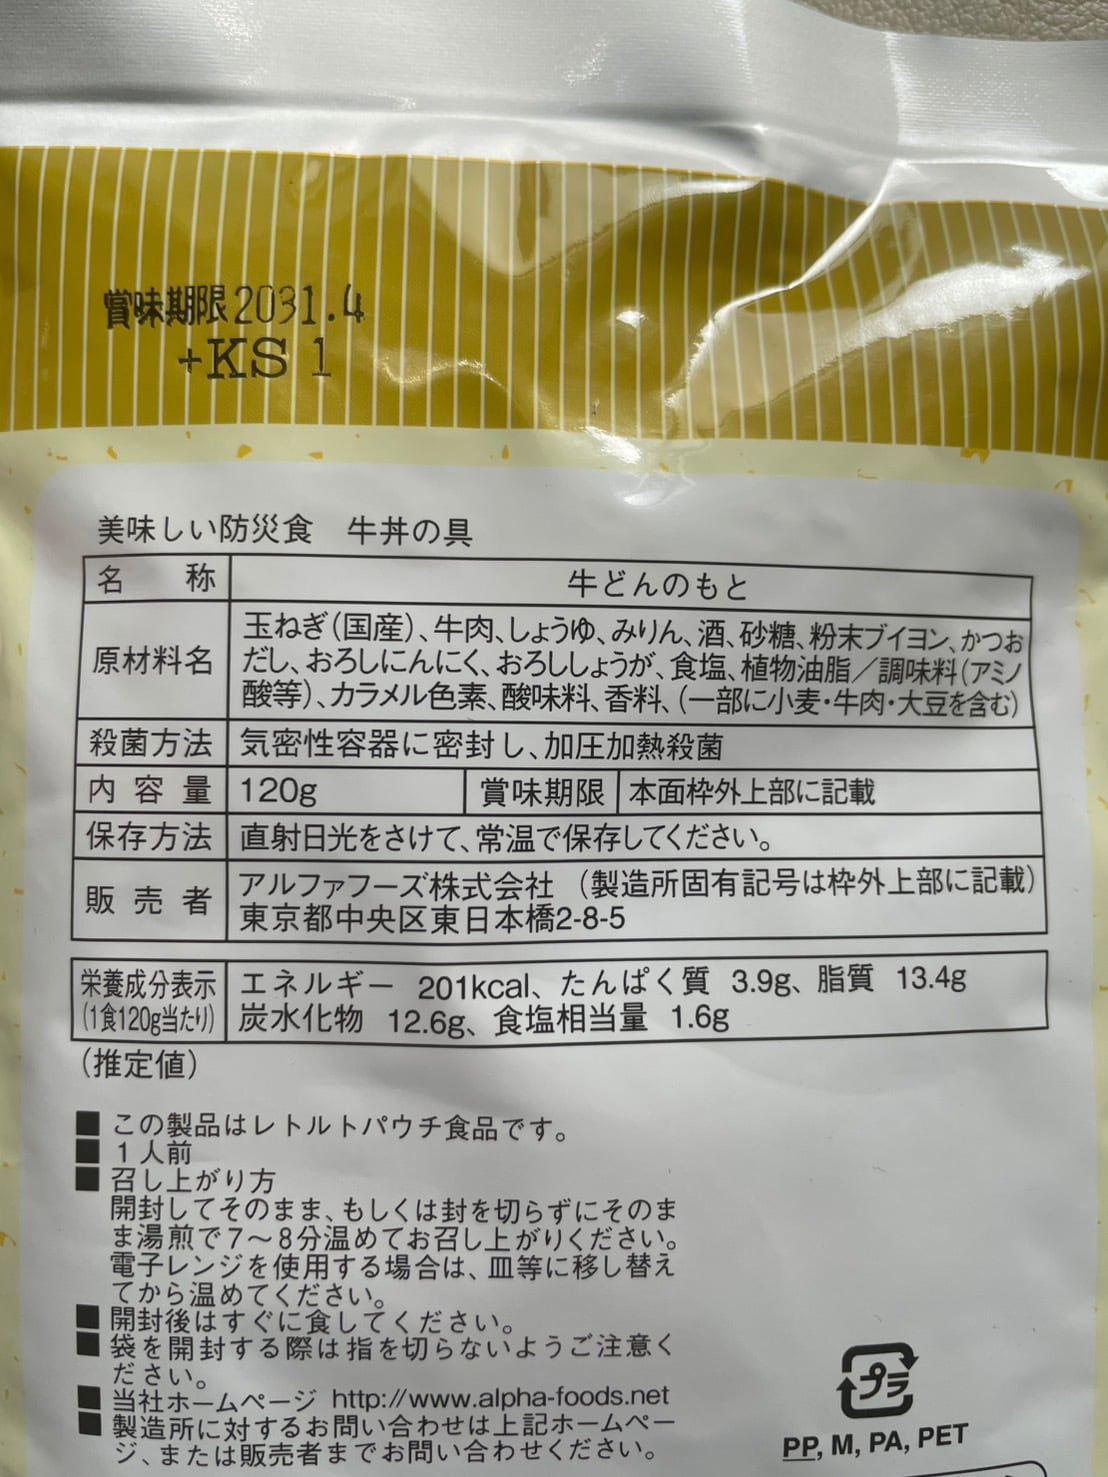 賞味期限2031.4
+KS 1
美味しい防災食 牛丼の具
名 称 牛どんのもと
原材料名 玉ねぎ(国産)、牛肉、しょうゆ、みりん、酒、砂糖、粉末ブイヨン、かつお
だし、おろしにんにく、おろししょうが、食塩、植物油脂／調味料(アミノ
酸等)、カラメル色素、酸味料、香料、(一部に小麦・牛肉・大豆を含む)
殺菌方法 気密性容器に密封し、加圧加熱殺菌
内容量 120g 賞味期限 本面枠外上部に記載
保存方法 直射日光をさけて、常温で保存してください。
販売者 アルファフーズ株式会社 (製造所固有記号は枠外上部に記載)
東京都中央区東日本橋2-8-5
栄養成分表示 エネルギー 201kcal、たんぱく質 3.9g、脂質 13.4g
(1食120g当たり) 炭水化物 12.6g、食塩相当量 1.6g
(推定値)
■この製品はレトルトパウチ食品です。
■1人前
■召し上がり方
開封してそのまま、もしくは封を切らずにそのま
ま湯煎で7〜8分温めてお召し上がりください。
電子レンジを使用する場合は、皿等に移し替え
てから温めてください。
■開封後はすぐに食してください。
■袋を開封する際は指を切らないようご注意く
ださい。
■当社ホームページ http://www.alpha-foods.net
■製造所に対するお問い合わせは上記ホームペー
ジ、または販売者までお問い合わせください。
プラ
PP, M, PA, PET